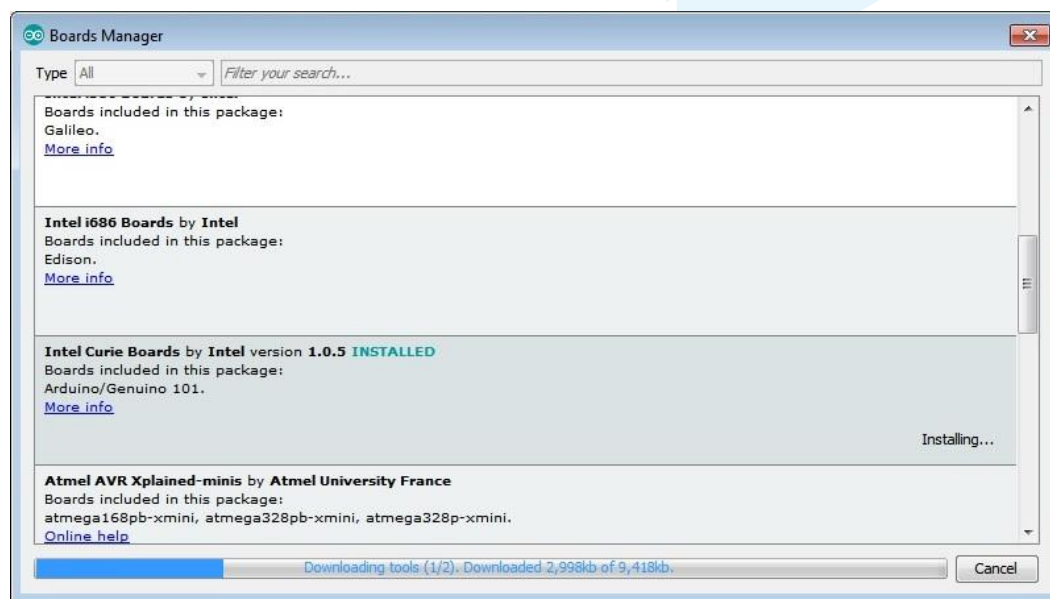 Boards Manager
Type All Filter your search...
Boards included in this package:
Galileo.
More info
Intel i686 Boards by Intel
Boards included in this package:
Edison.
More info
Intel Curie Boards by Intel version 1.0.5 INSTALLED
Boards included in this package:
Arduino/Genuino 101.
More info
Installing...
Atmel AVR Xplained-minis by Atmel University France
Boards included in this package:
atmega168pb-xmini, atmega328pb-xmini, atmega328p-xmini.
Online help
Downloading tools (1/2). Downloaded 2,998kb of 9,418kb.
Cancel